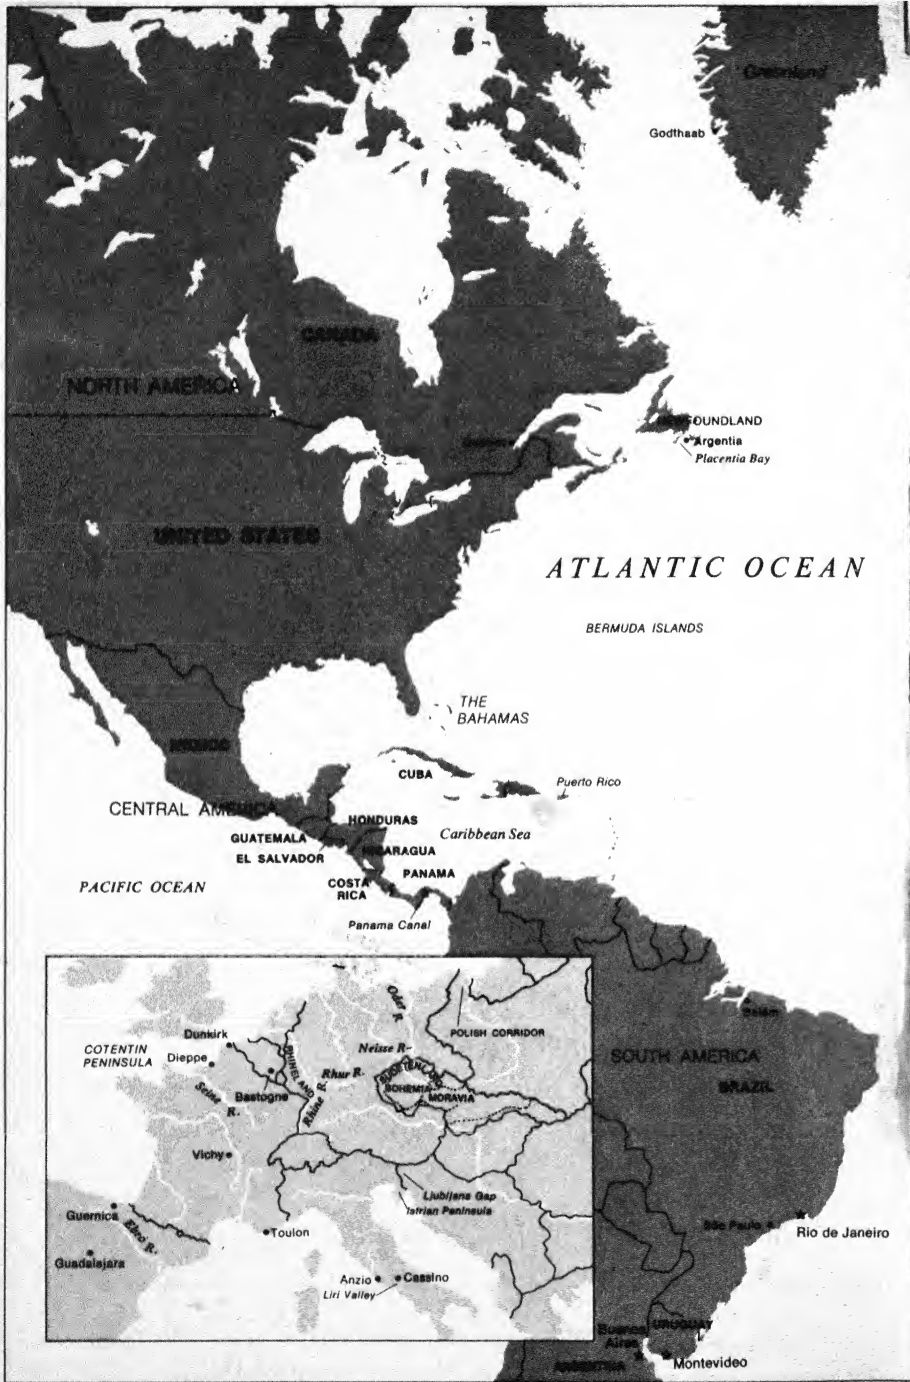 Greenland
Godthaab
CANADA
NORTH AMERICA
NEWFOUNDLAND
Argentia
Placentia Bay
UNITED STATES
ATLANTIC OCEAN
BERMUDA ISLANDS
THE
BAHAMAS
MEXICO
CUBA
Puerto Rico
CENTRAL AMERICA
HONDURAS
Caribbean Sea
GUATEMALA
NICARAGUA
EL SALVADOR
PANAMA
COSTA
RICA
PACIFIC OCEAN
Panama Canal
Belém
SOUTH AMERICA
BRAZIL
São Paulo
Rio de Janeiro
URUGUAY
Buenos
Aires
ARGENTINA
Montevideo
Oder R.
POLISH CORRIDOR
Dunkirk
COTENTIN
PENINSULA
Dieppe
RHINELAND
Neisse R
Rhur R.
SUDETENLAND
BOHEMIA
MORAVIA
Bastogne
Seine
R.
Rhine R.
Vichy
Ljubljana Gap
Istrian Peninsula
Guernica
Ebro R.
Toulon
Guadalajara
Anzio
Cassino
Liri Valley